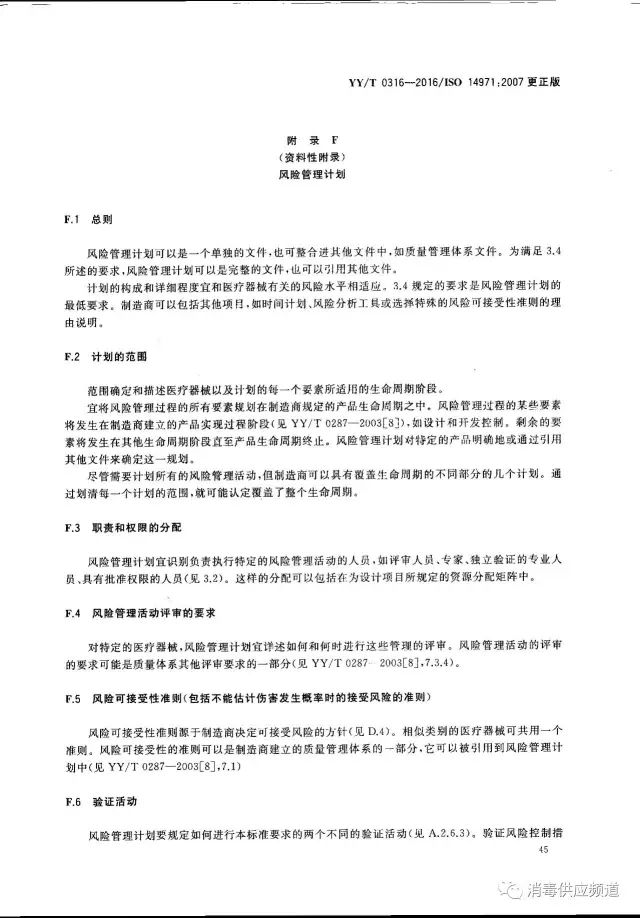 YY/T 0316—2016/ISO 14971:2007更正版
附 录 F
(资料性附录)
风险管理计划
F.1 总则
风险管理计划可以是一个单独的文件,也可整合进其他文件中,如质量管理体系文件。为满足 3.4
所述的要求,风险管理计划可以是完整的文件,也可以引用其他文件。
计划的构成和详细程度宜和医疗器械有关的风险水平相适应。3.4 规定的要求是风险管理计划的
最低要求。制造商可以包括其他项目,如时间计划、风险分析工具或选择特殊的风险可接受性准则的理
由说明。
F.2 计划的范围
范围确定和描述医疗器械以及计划的每一个要素所适用的生命周期阶段。
宜将风险管理过程的所有要素规划在制造商规定的产品生命周期之中。风险管理过程的某些要素
将发生在制造商建立的产品实现过程阶段(见 YY/T 0287—2003[8]),如设计和开发控制。剩余的要
素将发生在其他生命周期阶段直至产品生命周期终止。风险管理计划对特定的产品明确地或通过引用
其他文件来确定这一规划。
尽管需要计划所有的风险管理活动,但制造商可以具有覆盖生命周期的不同部分的几个计划。通
过划清每一个计划的范围,就可能认定覆盖了整个生命周期。
F.3 职责和权限的分配
风险管理计划宜识别负责执行特定的风险管理活动的人员,如评审人员、专家、独立验证的专业人
员、具有批准权限的人员(见 3.2)。这样的分配可以包括在为设计项目所规定的资源分配矩阵中。
F.4 风险管理活动评审的要求
对特定的医疗器械,风险管理计划宜详述如何和何时进行这些管理的评审。风险管理活动的评审
的要求可能是质量体系其他评审要求的一部分(见 YY/T 0287—2003[8],7.3.4)。
F.5 风险可接受性准则(包括不能估计伤害发生概率时的接受风险的准则)
风险可接受性准则源于制造商决定可接受风险的方针(见 D.4)。相似类别的医疗器械可共用一个
准则。风险可接受性的准则可以是制造商建立的质量管理体系的一部分,它可以被引用到风险管理计
划中(见 YY/T 0287—2003[8],7.1)
F.6 验证活动
风险管理计划要规定如何进行本标准要求的两个不同的验证活动(见 A.2.6.3)。验证风险控制措
45
消毒供应频道